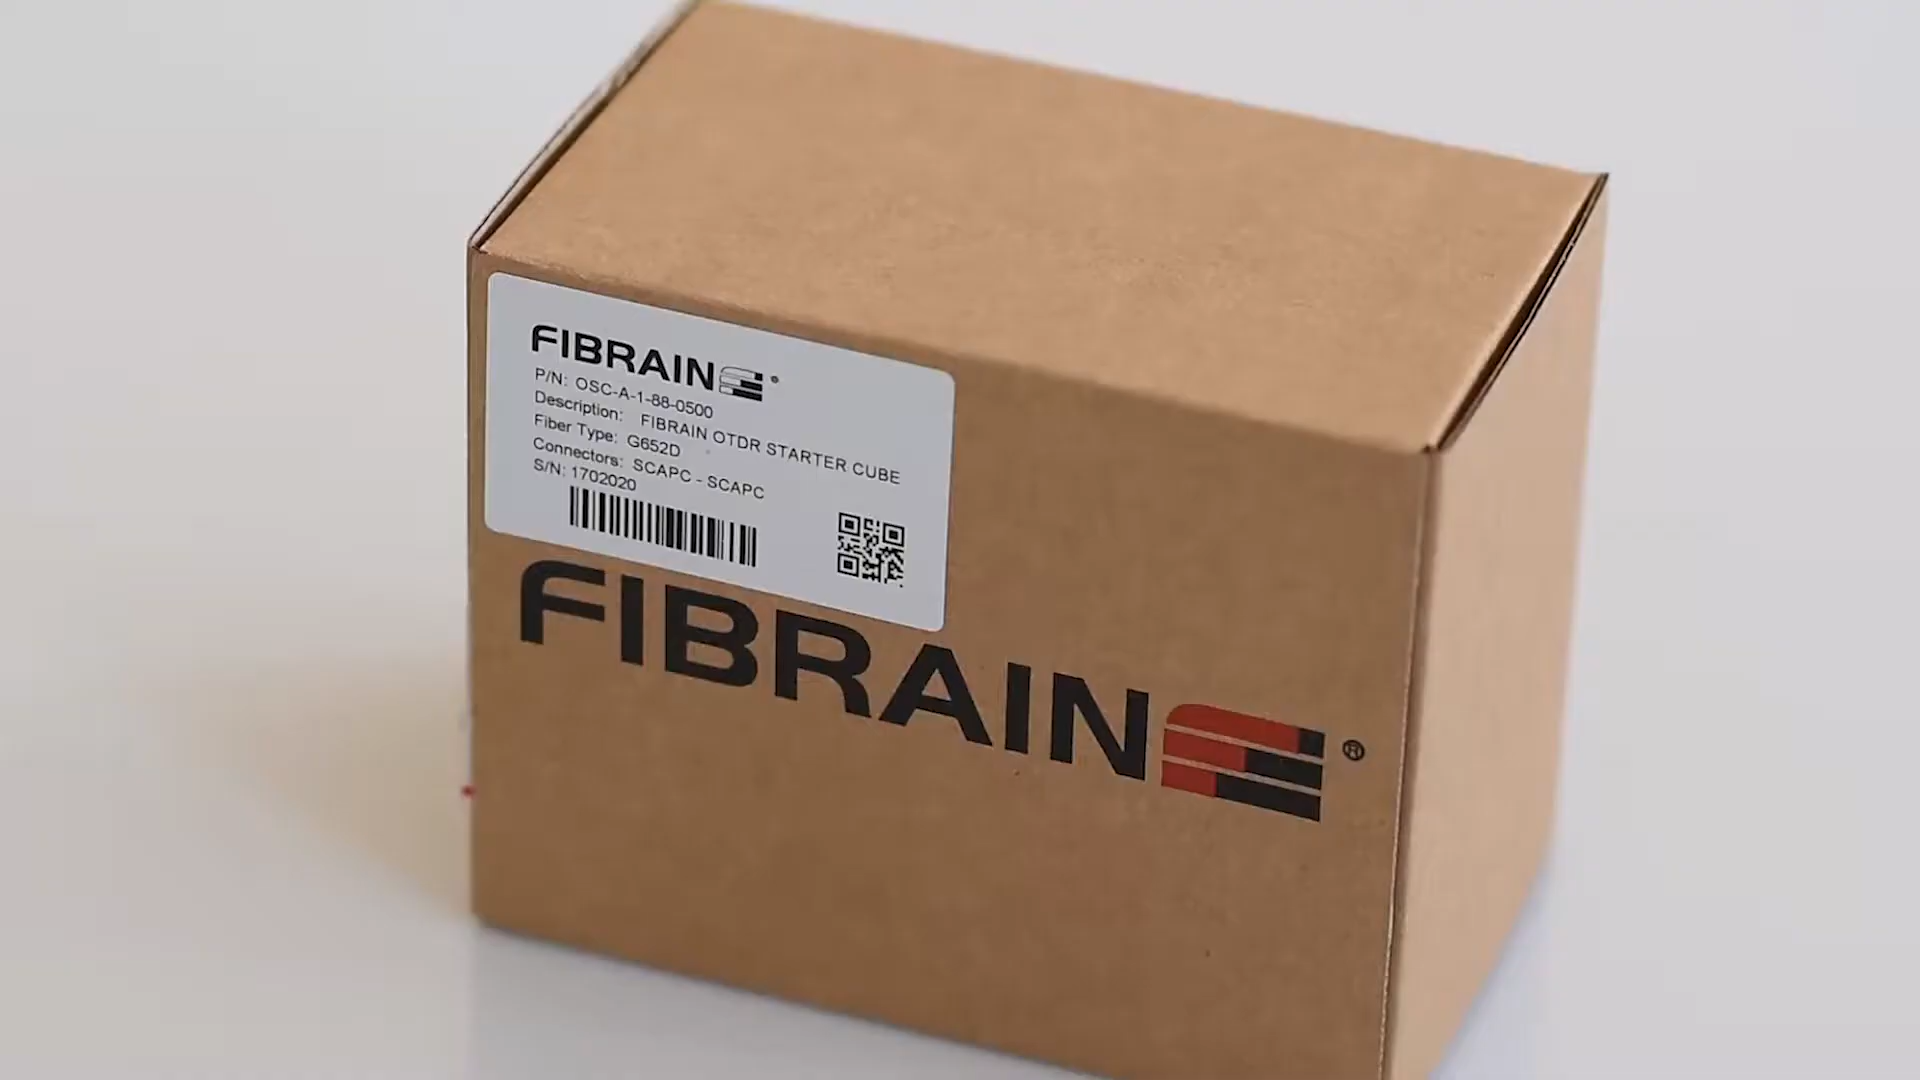 FIBRAIN ®
P/N: OSC-A-1-88-0500
Description: FIBRAIN OTDR STARTER CUBE
Fiber Type: G652D
Connectors: SCAPC - SCAPC
S/N: 1702020
FIBRAIN ®